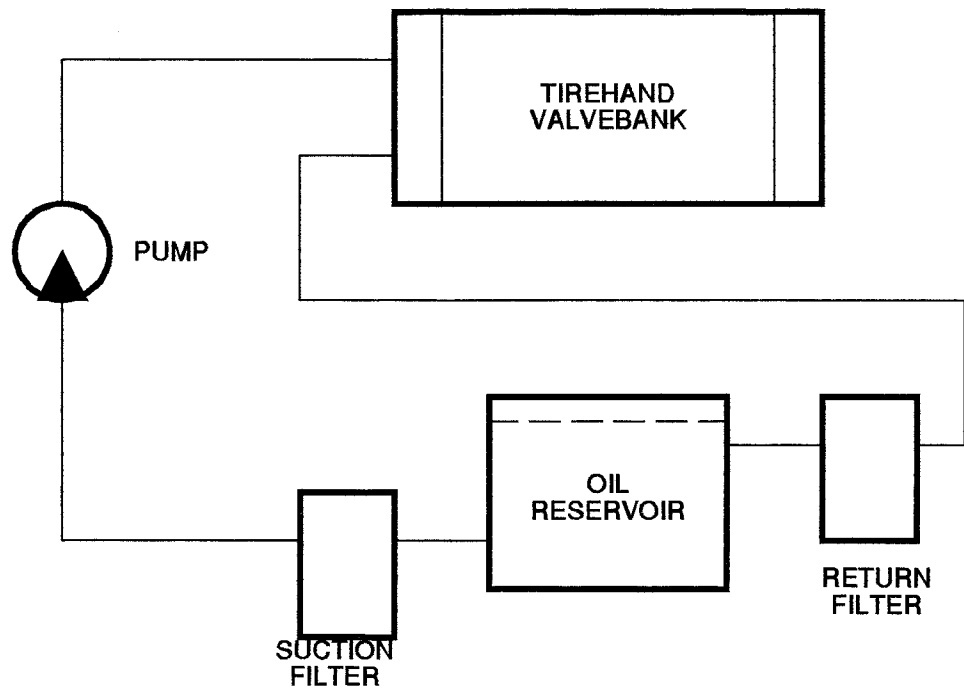 TIREHAND
VALVEBANK
PUMP
OIL
RESERVOIR
RETURN
FILTER
SUCTION
FILTER